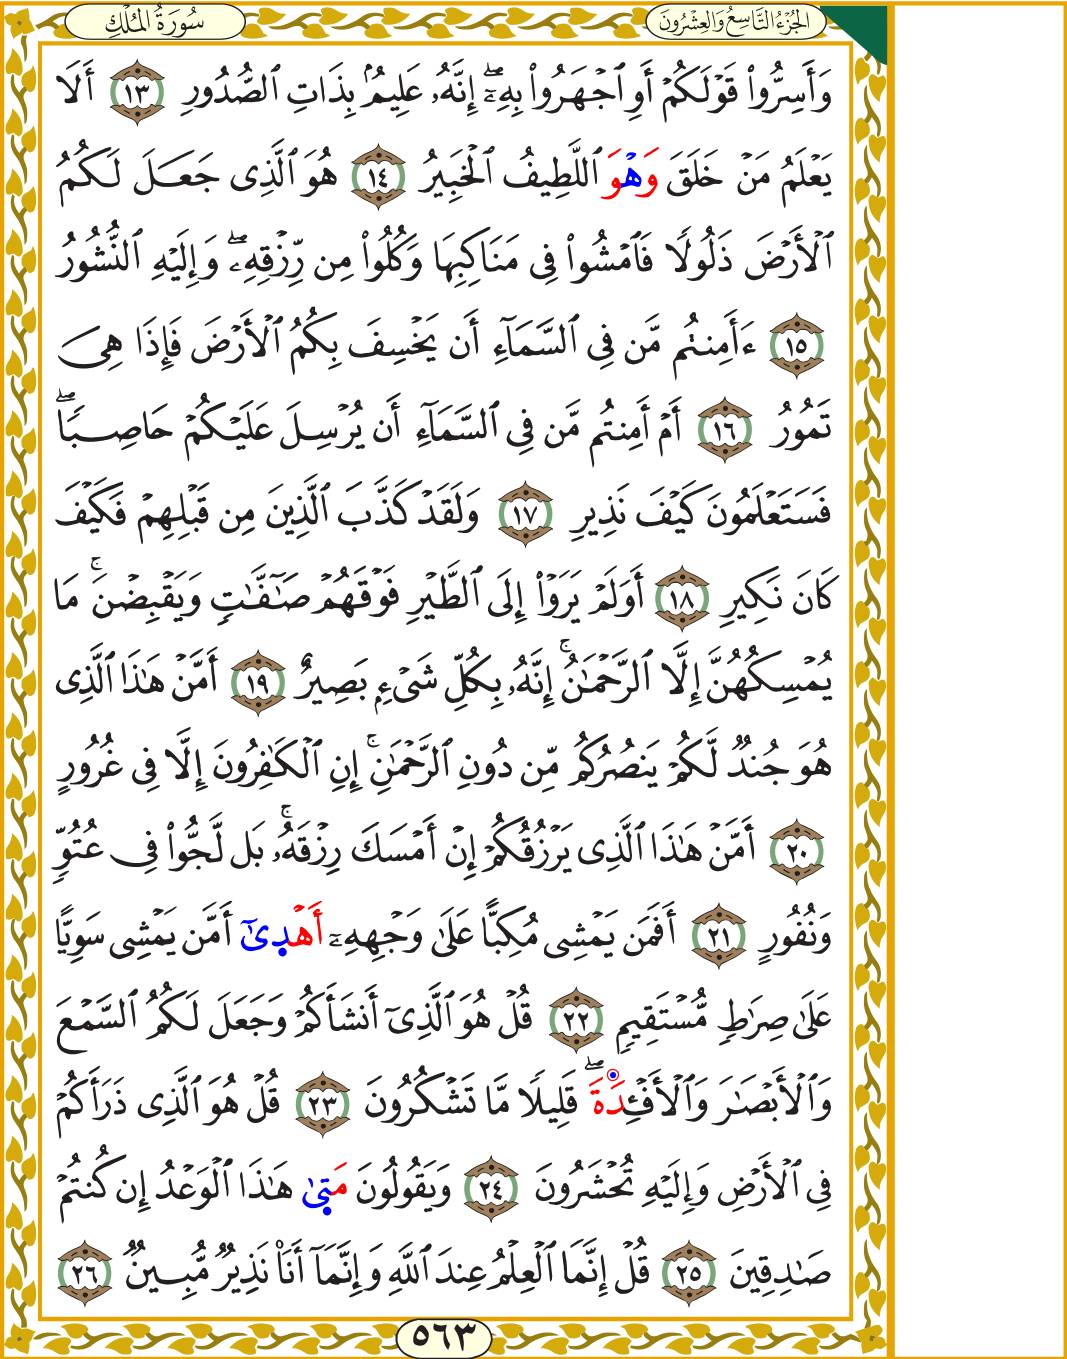 الجُزْءُ التَّاسِعُ وَالعِشْرُونَ
سُورَةُ المُلْكِ
وَأَسِرُّوا۟ قَوْلَكُمْ أَوِ ٱجْهَرُوا۟ بِهِۦٓۖ إِنَّهُۥ عَلِيمُۢ بِذَاتِ ٱلصُّدُورِ ١٣ أَلَا
يَعْلَمُ مَنْ خَلَقَ وَهْوَ ٱللَّطِيفُ ٱلْخَبِيرُ ١٤ هُوَ ٱلَّذِى جَعَلَ لَكُمُ
ٱلْأَرْضَ ذَلُولًا فَٱمْشُوا۟ فِى مَنَاكِبِهَا وَكُلُوا۟ مِن رِّزْقِهِۦۖ وَإِلَيْهِ ٱلنُّشُورُ
١٥ ءَأَمِنتُم مَّن فِى ٱلسَّمَآءِ أَن يَخْسِفَ بِكُمُ ٱلْأَرْضَ فَإِذَا هِىَ
تَمُورُ ١٦ أَمْ أَمِنتُم مَّن فِى ٱلسَّمَآءِ أَن يُرْسِلَ عَلَيْكُمْ حَاصِبًاۖ
فَسَتَعْلَمُونَ كَيْفَ نَذِيرِ ١٧ وَلَقَدْ كَذَّبَ ٱلَّذِينَ مِن قَبْلِهِمْ فَكَيْفَ
كَانَ نَكِيرِ ١٨ أَوَلَمْ يَرَوْا۟ إِلَى ٱلطَّيْرِ فَوْقَهُمْ صَـٰٓفَّـٰتٍ وَيَقْبِضْنَۚ مَا
يُمْسِكُهُنَّ إِلَّا ٱلرَّحْمَـٰنُۚ إِنَّهُۥ بِكُلِّ شَىْءٍۭ بَصِيرٌ ١٩ أَمَّنْ هَـٰذَا ٱلَّذِى
هُوَ جُندٌ لَّكُمْ يَنصُرُكُم مِّن دُونِ ٱلرَّحْمَـٰنِۚ إِنِ ٱلْكَـٰفِرُونَ إِلَّا فِى غُرُورٍ
٢٠ أَمَّنْ هَـٰذَا ٱلَّذِى يَرْزُقُكُمْ إِنْ أَمْسَكَ رِزْقَهُۥۚ بَل لَّجُّوا۟ فِى عُتُوٍّ
وَنُفُورٍ ٢١ أَفَمَن يَمْشِى مُكِبًّا عَلَىٰ وَجْهِهِۦٓ أَهْدِىٰٓ أَمَّن يَمْشِى سَوِيًّا
عَلَىٰ صِرَٰطٍ مُّسْتَقِيمٍ ٢٢ قُلْ هُوَ ٱلَّذِىٓ أَنشَأَكُمْ وَجَعَلَ لَكُمُ ٱلسَّمْعَ
وَٱلْأَبْصَـٰرَ وَٱلْأَفْـِٔدَةَۖ قَلِيلًا مَّا تَشْكُرُونَ ٢٣ قُلْ هُوَ ٱلَّذِى ذَرَأَكُمْ
فِى ٱلْأَرْضِ وَإِلَيْهِ تُحْشَرُونَ ٢٤ وَيَقُولُونَ مَتِىٰ هَـٰذَا ٱلْوَعْدُ إِن كُنتُمْ
صَـٰدِقِينَ ٢٥ قُلْ إِنَّمَا ٱلْعِلْمُ عِندَ ٱللَّهِ وَإِنَّمَآ أَنَا۠ نَذِيرٌ مُّبِينٌ ٢٦
٥٦٣